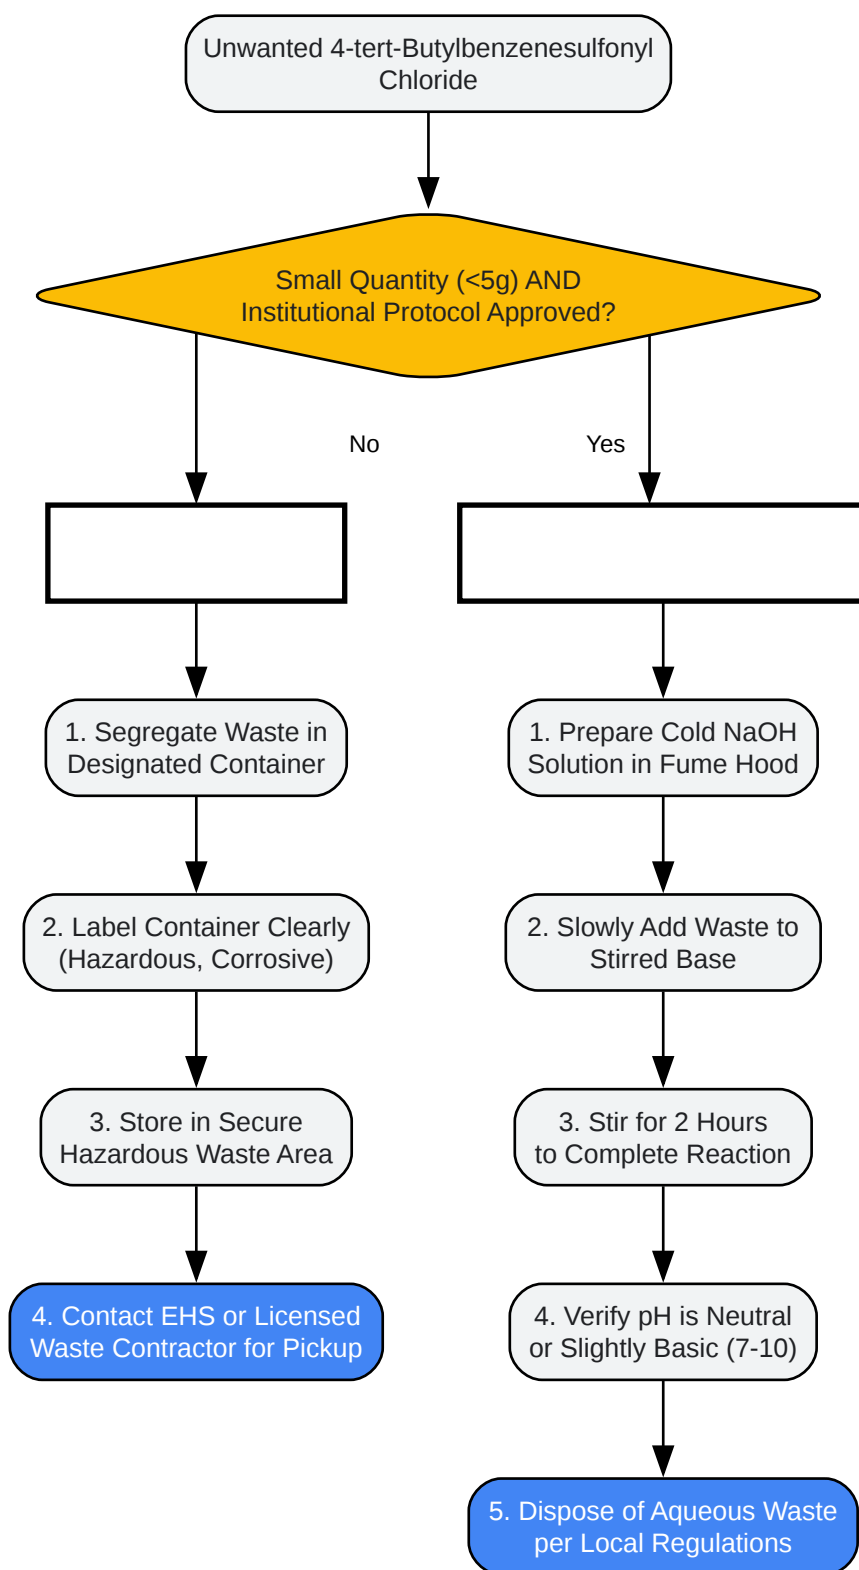 Unwanted 4-tert-Butylbenzenesulfonyl
Chloride
Small Quantity (<5g) AND
Institutional Protocol Approved?
No
Yes
1. Segregate Waste in
Designated Container
2. Label Container Clearly
(Hazardous, Corrosive)
3. Store in Secure
Hazardous Waste Area
4. Contact EHS or Licensed
Waste Contractor for Pickup
1. Prepare Cold NaOH
Solution in Fume Hood
2. Slowly Add Waste to
Stirred Base
3. Stir for 2 Hours
to Complete Reaction
4. Verify pH is Neutral
or Slightly Basic (7-10)
5. Dispose of Aqueous Waste
per Local Regulations